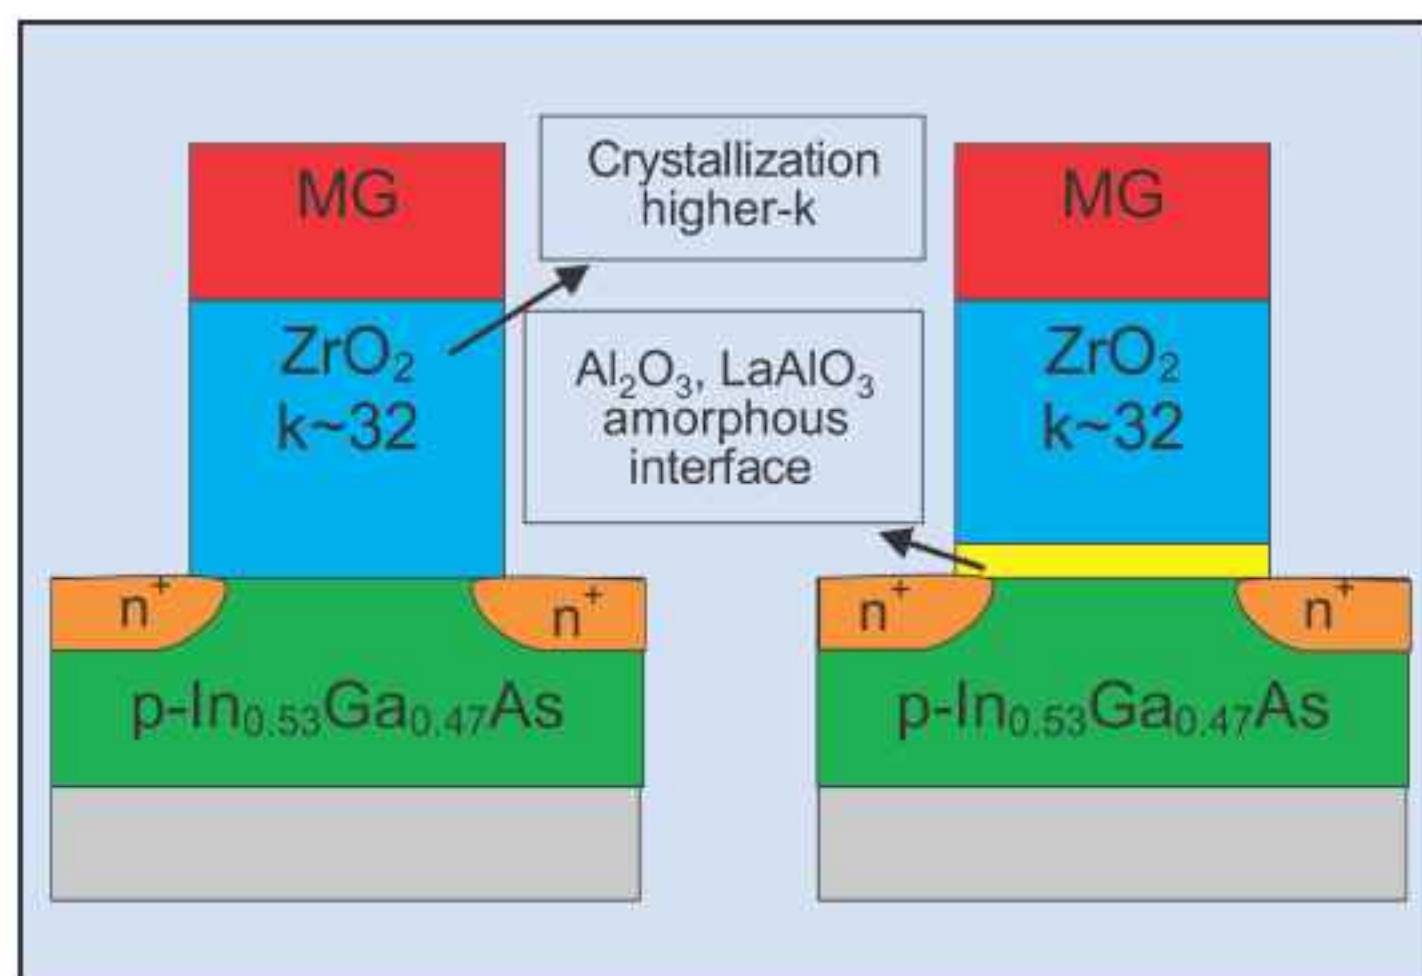 MG
ZrO₂
k~32
n⁺
n⁺
p-In₀.₅₃Ga₀.₄₇As
Crystallization
higher-k
Al₂O₃, LaAlO₃
amorphous
interface
MG
ZrO₂
k~32
n⁺
n⁺
p-In₀.₅₃Ga₀.₄₇As